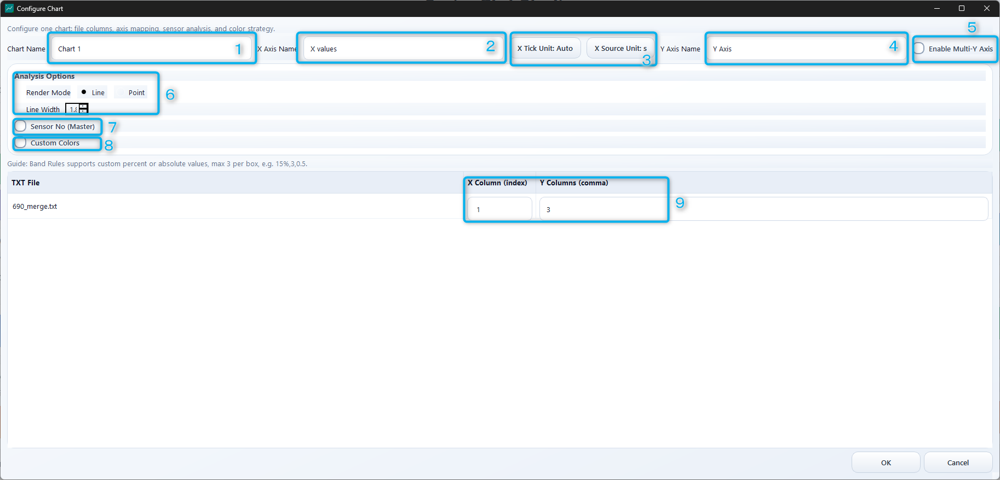 Configure Chart
Configure one chart: file columns, axis mapping, sensor analysis, and color strategy.
5
Chart Name Chart 1 1 X Axis Name X values 2 X Tick Unit: Auto X Source Unit: s 3 Y Axis Name Y Axis 4 Enable Multi-Y Axis
Analysis Options
Render Mode Line Point 6
Line Width
Sensor No (Master) 7
Custom Colors 8
Guide: Band Rules supports custom percent or absolute values, max 3 per box, e.g. 15%,3,0.5.
TXT File X Column (index) Y Columns (comma)
690_merge.txt 1 3 9
OK Cancel